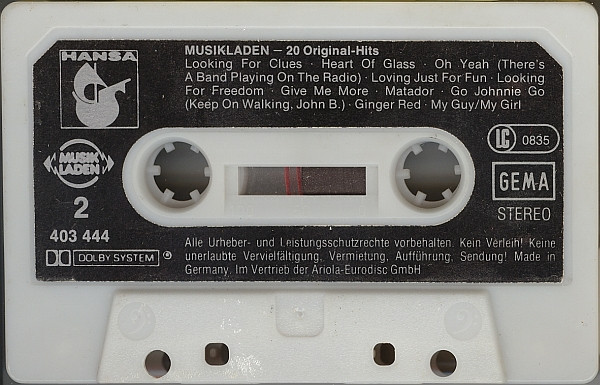 HANSA
MUSIKLADEN – 20 Original-Hits
Looking For Clues · Heart Of Glass · Oh Yeah (There's
A Band Playing On The Radio) · Loving Just For Fun · Looking
For Freedom · Give Me More · Matador · Go Johnnie Go
(Keep On Walking, John B.) · Ginger Red · My Guy/My Girl
LC 0835
MUSIK
LADEN
GEMA
2
STEREO
403 444
DOLBY SYSTEM ®
Alle Urheber- und Leistungsschutzrechte vorbehalten. Kein Verleih! Keine
unerlaubte Vervielfältigung, Vermietung, Aufführung, Sendung! Made in
Germany. Im Vertrieb der Ariola-Eurodisc GmbH